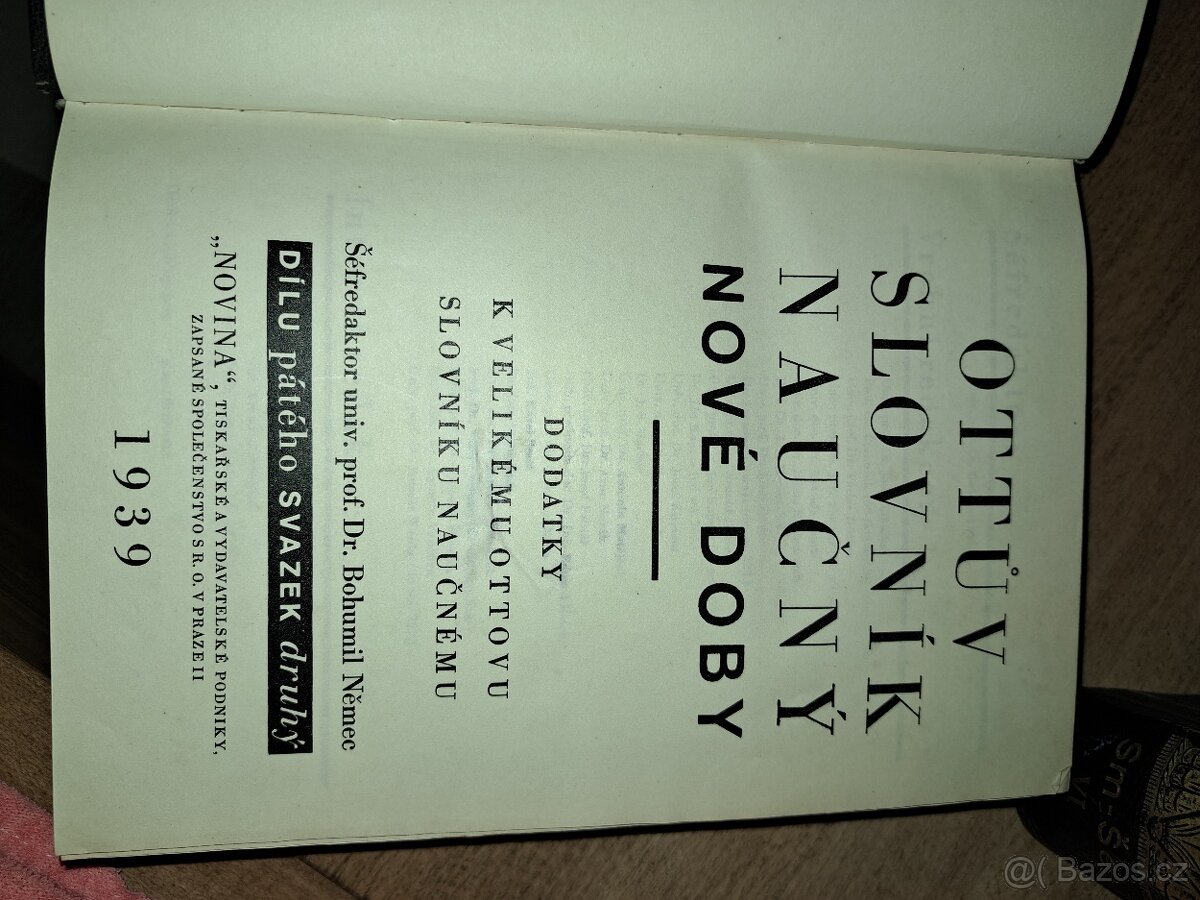 OTTŮV
SLOVNÍK
NAUČNÝ
NOVÉ DOBY
DODATKY
K VELIKÉMU OTTOVU
SLOVNÍKU NAUČNÉMU
Šéfredaktor univ. prof. Dr. Bohumil Němec
DÍLU pátého SVAZEK druhý
„NOVINA“, TISKAŘSKÉ A VYDAVATELSKÉ PODNIKY,
ZAPSANÉ SPOLEČENSTVO S R. O. V PRAZE II
1939
@( Bazos.cz